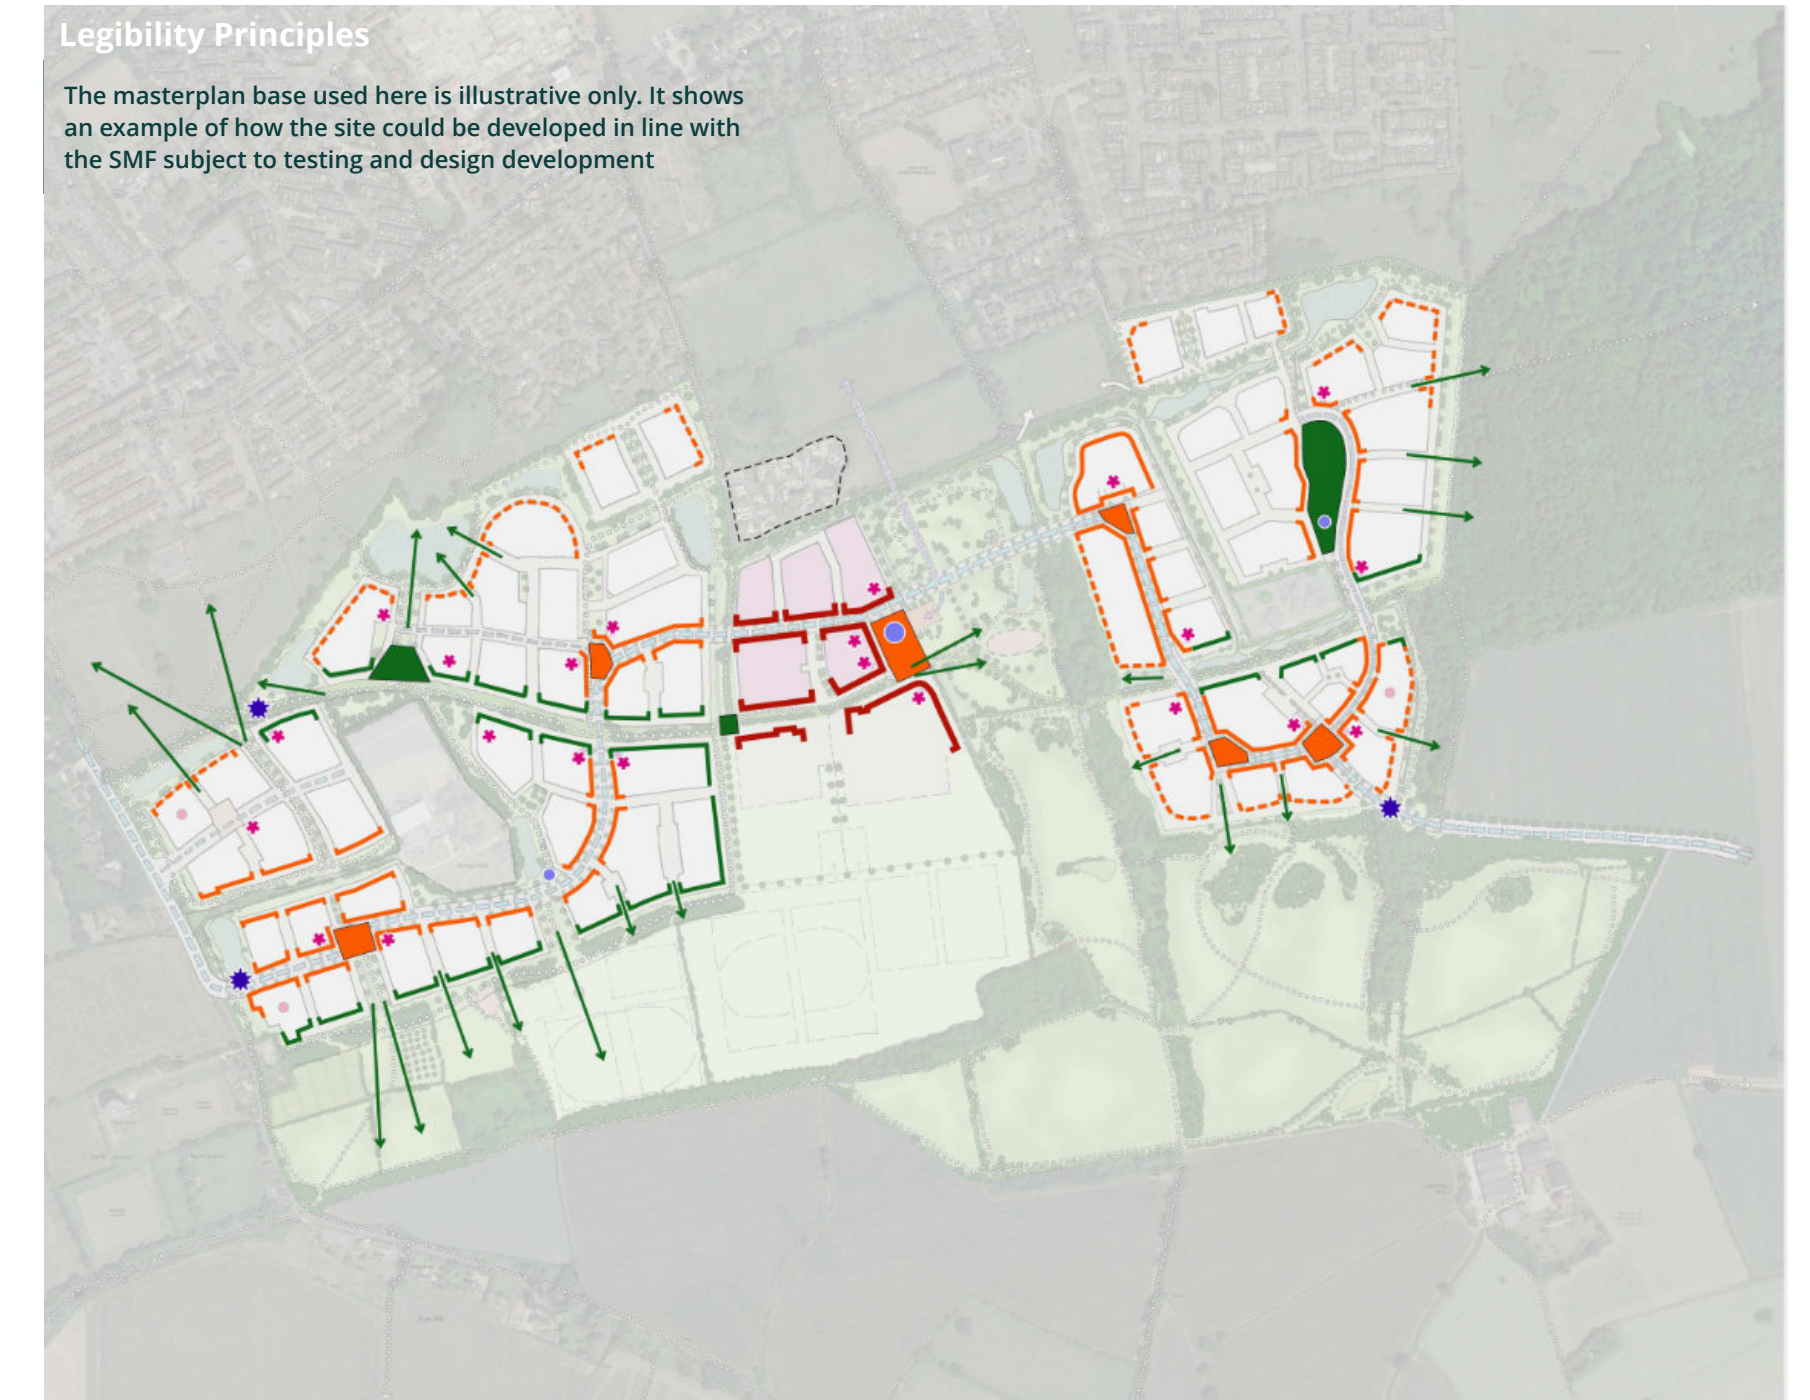 Legibility Principles
The masterplan base used here is illustrative only. It shows
an example of how the site could be developed in line with
the SMF subject to testing and design development